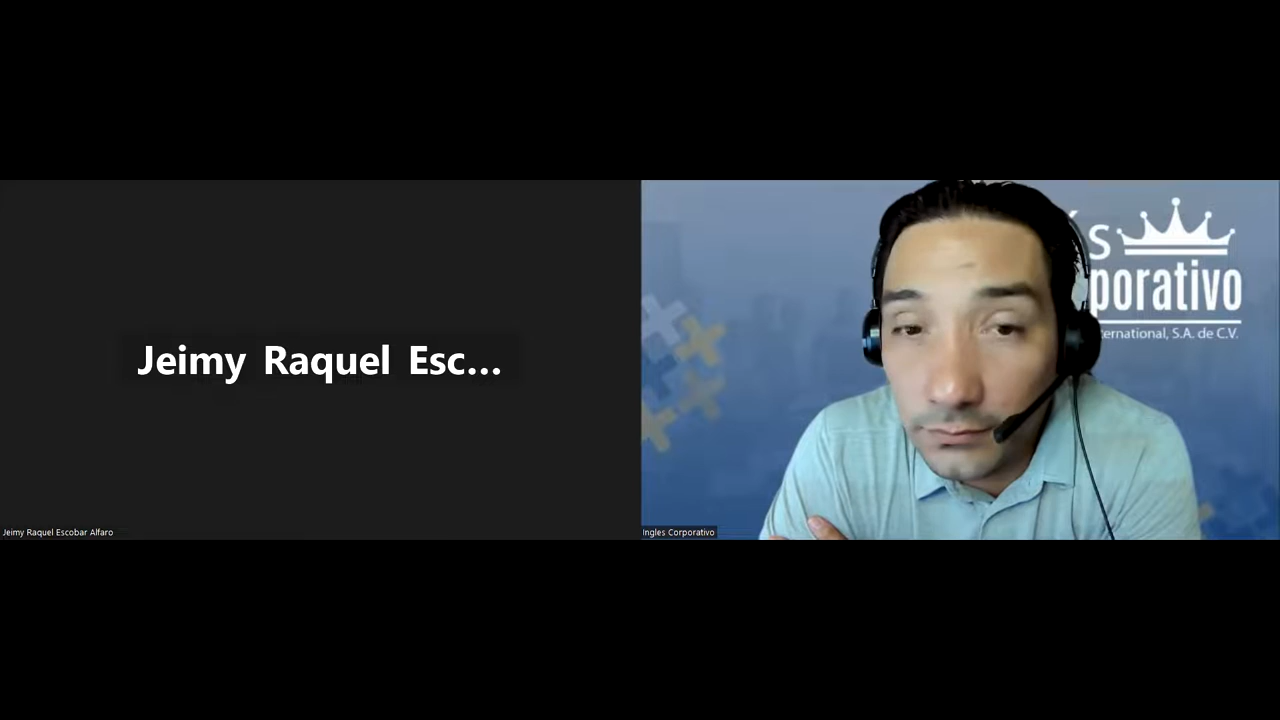 Jeimy Raquel Esc...
Jeimy Raquel Escobar Alfaro
s
porativo
ternational, S.A. de C.V.
Ingles Corporativo